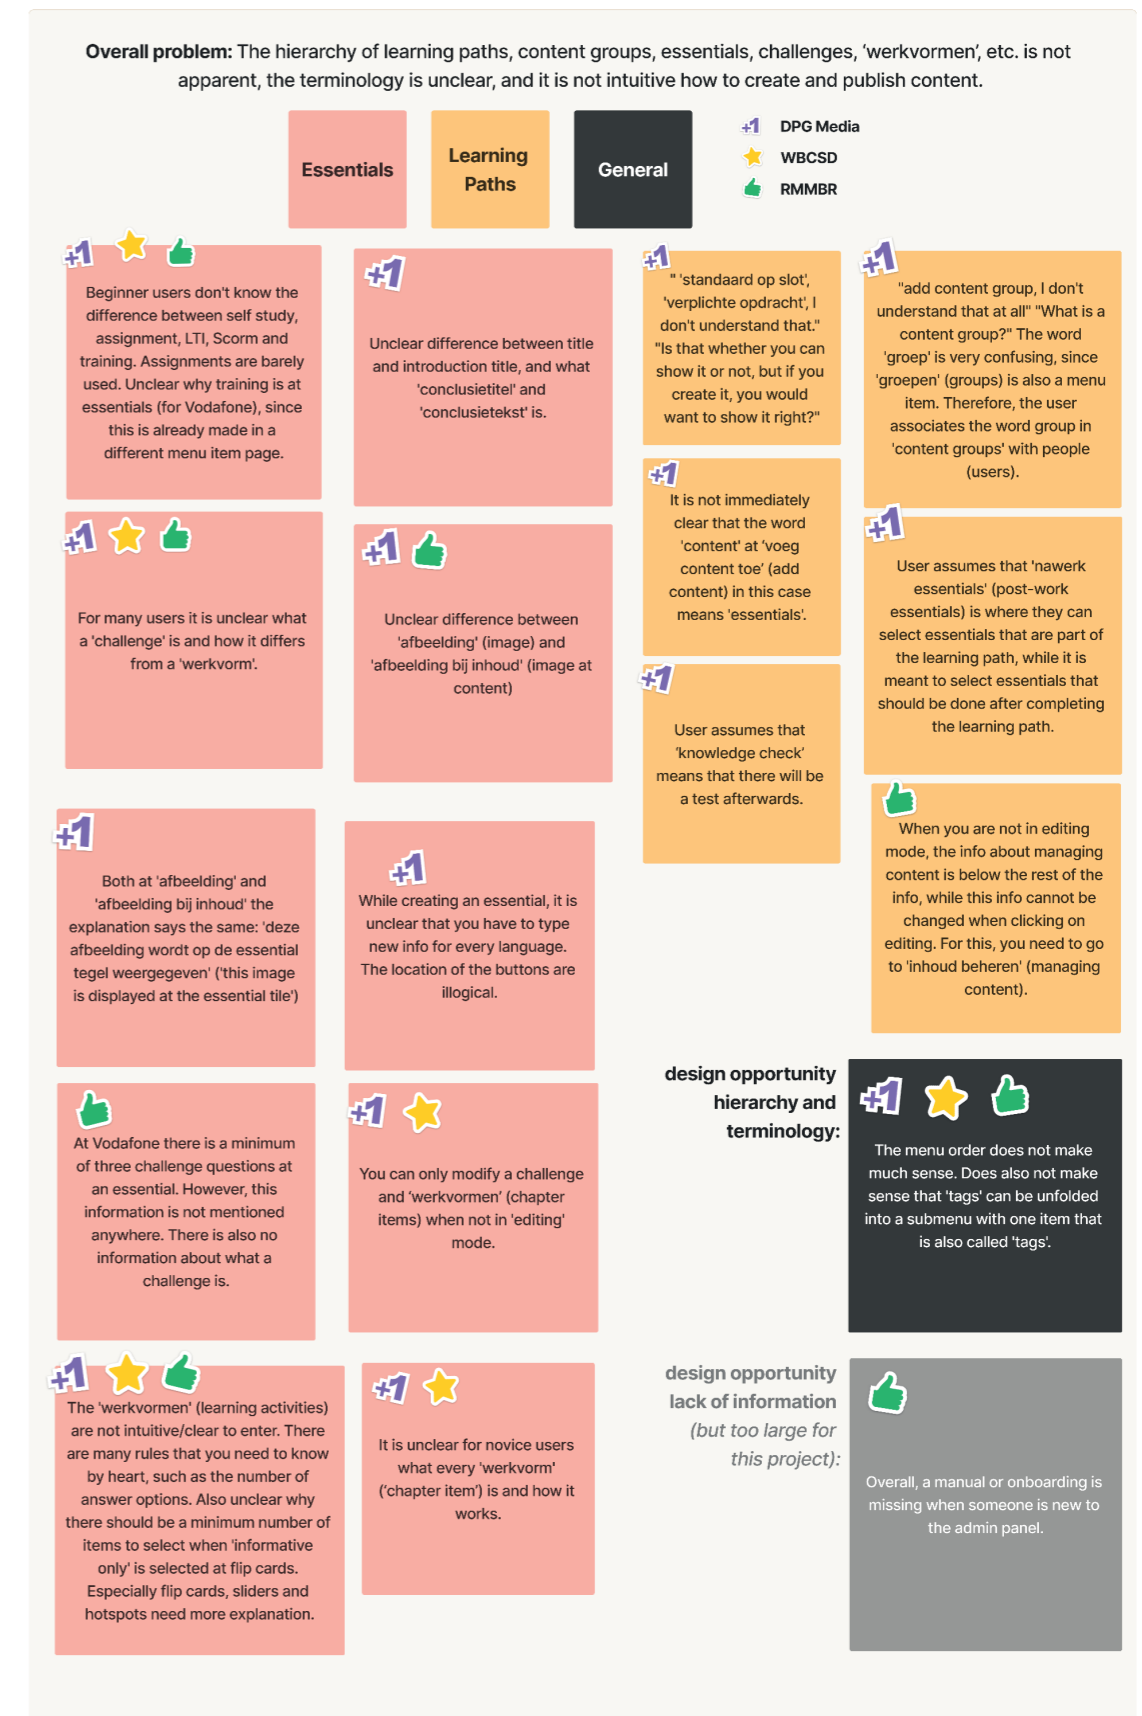 Overall problem: The hierarchy of learning paths, content groups, essentials, challenges, ‘werkvormen’, etc. is not
apparent, the terminology is unclear, and it is not intuitive how to create and publish content.
Essentials
Learning
Paths
General
+1 DPG Media
WBCSD
RMMBR
+1
Beginner users don't know the
difference between self study,
assignment, LTI, Scorm and
training. Assignments are barely
used. Unclear why training is at
essentials (for Vodafone), since
this is already made in a
different menu item page.
+1
Unclear difference between title
and introduction title, and what
'conclusietitel' and
'conclusietekst' is.
+1
" 'standaard op slot',
'verplichte opdracht', I
don't understand that."
"Is that whether you can
show it or not, but if you
create it, you would
want to show it right?"
+1
"add content group, I don't
understand that at all" "What is a
content group?" The word
'groep' is very confusing, since
'groepen' (groups) is also a menu
item. Therefore, the user
associates the word group in
'content groups' with people
(users).
+1
For many users it is unclear what
a 'challenge' is and how it differs
from a 'werkvorm'.
+1
Unclear difference between
'afbeelding' (image) and
'afbeelding bij inhoud' (image at
content)
+1
It is not immediately
clear that the word
'content' at ‘voeg
content toe’ (add
content) in this case
means 'essentials'.
+1
User assumes that 'nawerk
essentials' (post-work
essentials) is where they can
select essentials that are part of
the learning path, while it is
meant to select essentials that
should be done after completing
the learning path.
+1
User assumes that
‘knowledge check’
means that there will be
a test afterwards.
When you are not in editing
mode, the info about managing
content is below the rest of the
info, while this info cannot be
changed when clicking on
editing. For this, you need to go
to 'inhoud beheren' (managing
content).
+1
Both at 'afbeelding' and
'afbeelding bij inhoud' the
explanation says the same: 'deze
afbeelding wordt op de essential
tegel weergegeven' ('this image
is displayed at the essential tile')
+1
While creating an essential, it is
unclear that you have to type
new info for every language.
The location of the buttons are
illogical.
At Vodafone there is a minimum
of three challenge questions at
an essential. However, this
information is not mentioned
anywhere. There is also no
information about what a
challenge is.
+1
You can only modify a challenge
and ‘werkvormen’ (chapter
items) when not in 'editing'
mode.
design opportunity
hierarchy and
terminology:
+1
The menu order does not make
much sense. Does also not make
sense that 'tags' can be unfolded
into a submenu with one item that
is also called 'tags'.
+1
The 'werkvormen' (learning activities)
are not intuitive/clear to enter. There
are many rules that you need to know
by heart, such as the number of
answer options. Also unclear why
there should be a minimum number of
items to select when 'informative
only' is selected at flip cards.
Especially flip cards, sliders and
hotspots need more explanation.
+1
It is unclear for novice users
what every 'werkvorm'
(‘chapter item’) is and how it
works.
design opportunity
lack of information
(but too large for
this project):
Overall, a manual or onboarding is
missing when someone is new to
the admin panel.